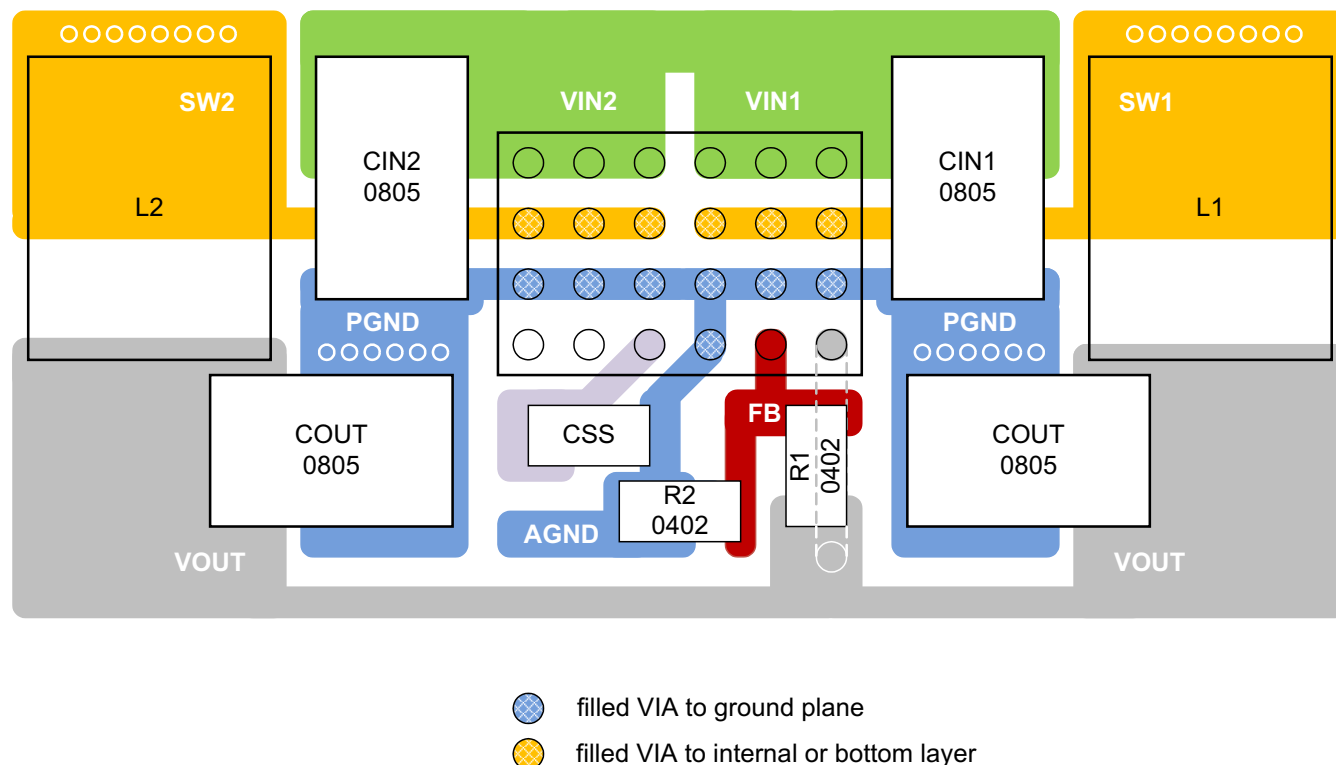 SW2
VIN2
VIN1
SW1
CIN2
0805
CIN1
0805
L2
L1
PGND
PGND
COUT
0805
CSS
FB
R1
0402
COUT
0805
R2
0402
AGND
VOUT
VOUT
filled VIA to ground plane
filled VIA to internal or bottom layer